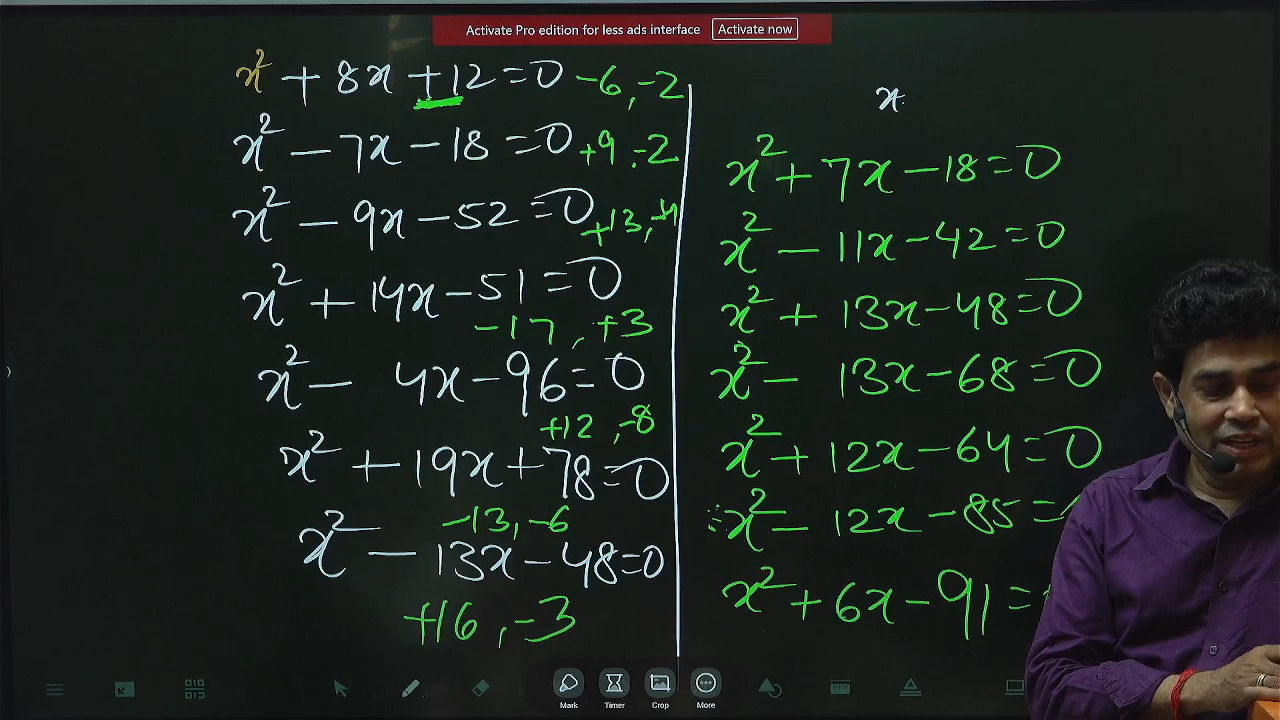 Activate Pro edition for less ads interface Activate now
x² + 8x + 12 = 0 -6, -2
x² - 7x - 18 = 0 +9, -2
x² - 9x - 52 = 0 +13, -4
x² + 14x - 51 = 0
-17, +3
x² - 4x - 96 = 0
+12, -8
x² + 19x + 78 = 0
-13, -6
x² - 13x - 48 = 0
+16, -3
x
x² + 7x - 18 = 0
x² - 11x - 42 = 0
x² + 13x - 48 = 0
x² - 13x - 68 = 0
x² + 12x - 64 = 0
x² - 12x - 85 =
x² + 6x - 91 =
Mark Timer Crop More